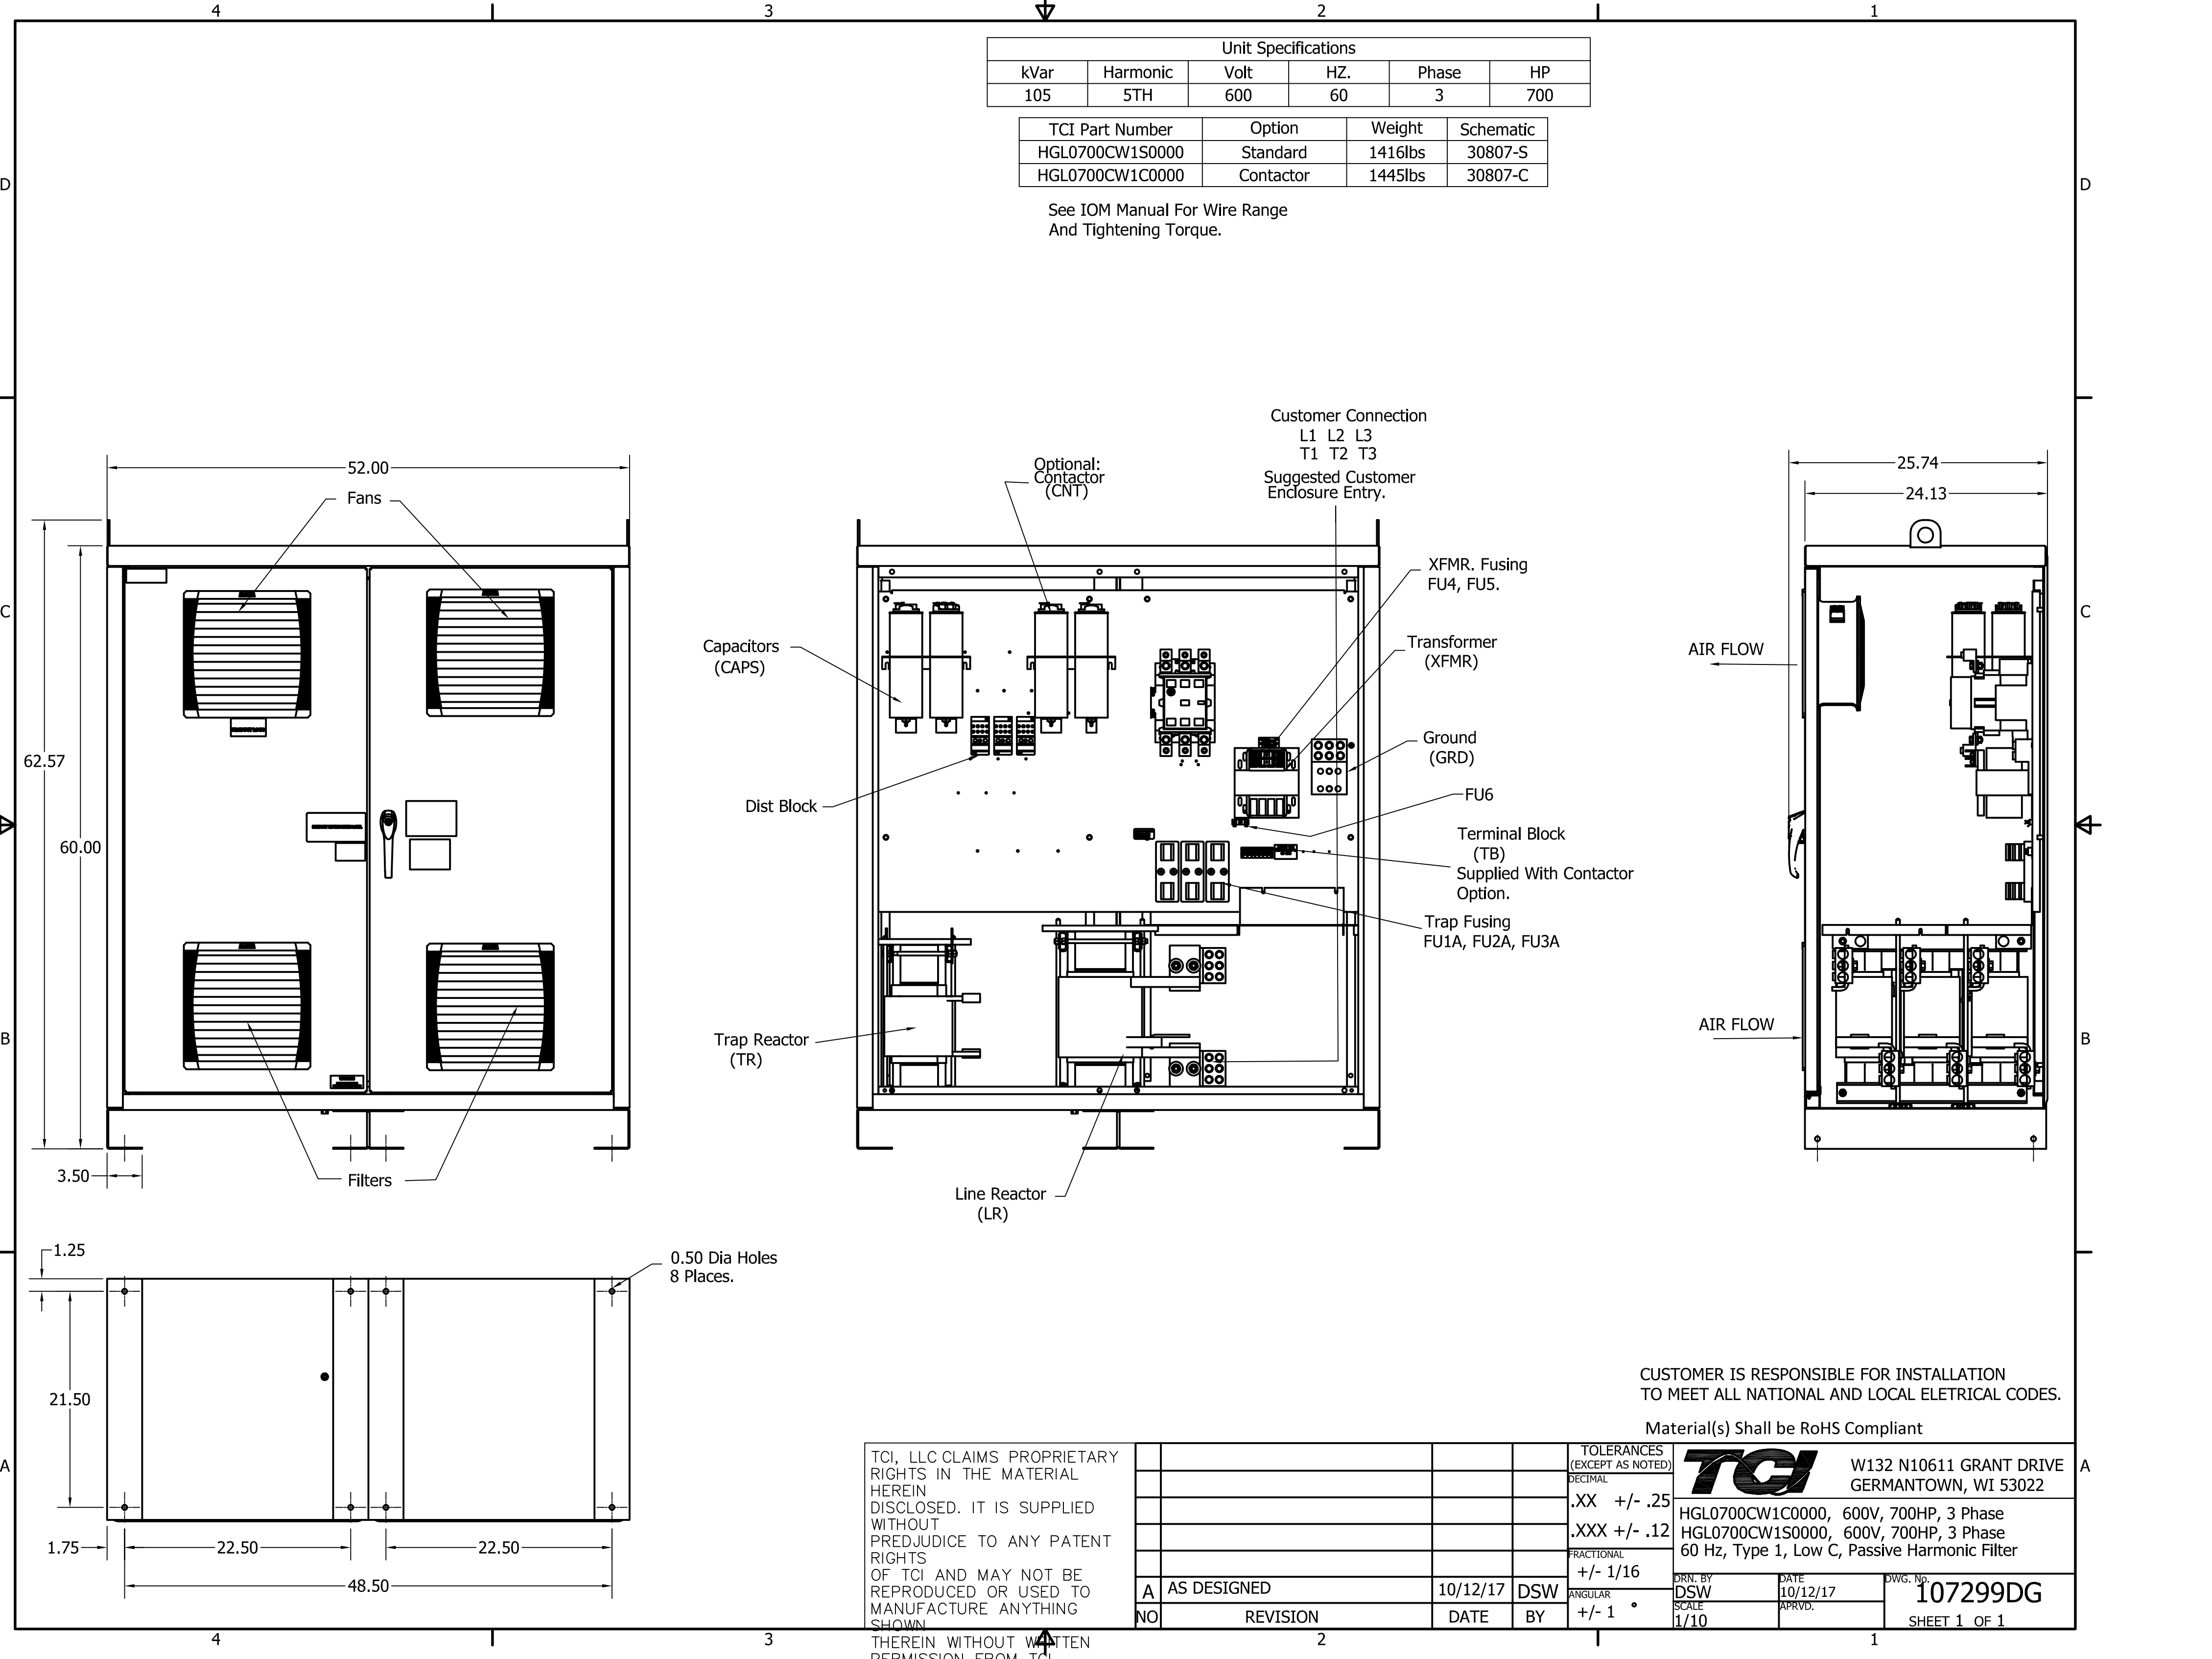 4 3 2 1
Unit Specifications
kVar Harmonic Volt HZ. Phase HP
105 5TH 600 60 3 700
TCI Part Number Option Weight Schematic
HGL0700CW1S0000 Standard 1416lbs 30807-S
HGL0700CW1C0000 Contactor 1445lbs 30807-C
See IOM Manual For Wire Range
And Tightening Torque.
D D
Customer Connection
L1 L2 L3
T1 T2 T3
Suggested Customer
Enclosure Entry.
Optional:
Contactor
(CNT)
52.00
Fans
62.57
60.00
3.50
Filters
C C
Capacitors
(CAPS)
Dist Block
Trap Reactor
(TR)
Line Reactor
(LR)
XFMR. Fusing
FU4, FU5.
Transformer
(XFMR)
Ground
(GRD)
FU6
Terminal Block
(TB)
Supplied With Contactor
Option.
Trap Fusing
FU1A, FU2A, FU3A
25.74
24.13
AIR FLOW
AIR FLOW
B B
1.25
21.50
1.75
22.50
22.50
48.50
0.50 Dia Holes
8 Places.
CUSTOMER IS RESPONSIBLE FOR INSTALLATION
TO MEET ALL NATIONAL AND LOCAL ELETRICAL CODES.
Material(s) Shall be RoHS Compliant
A A
TCI, LLC CLAIMS PROPRIETARY
RIGHTS IN THE MATERIAL
HEREIN
DISCLOSED. IT IS SUPPLIED
WITHOUT
PREDJUDICE TO ANY PATENT
RIGHTS
OF TCI AND MAY NOT BE
REPRODUCED OR USED TO
MANUFACTURE ANYTHING
SHOWN
THEREIN WITHOUT WRITTEN
PERMISSION FROM TCI
A AS DESIGNED 10/12/17 DSW
NO REVISION DATE BY
TOLERANCES
(EXCEPT AS NOTED)
DECIMAL
.XX +/- .25
.XXX +/- .12
FRACTIONAL
+/- 1/16
ANGULAR
+/- 1 °
TCI
W132 N10611 GRANT DRIVE
GERMANTOWN, WI 53022
HGL0700CW1C0000, 600V, 700HP, 3 Phase
HGL0700CW1S0000, 600V, 700HP, 3 Phase
60 Hz, Type 1, Low C, Passive Harmonic Filter
DRN. BY
DSW
DATE
10/12/17
DWG. No.
107299DG
SCALE
1/10
APRVD.
SHEET 1 OF 1
4 3 2 1